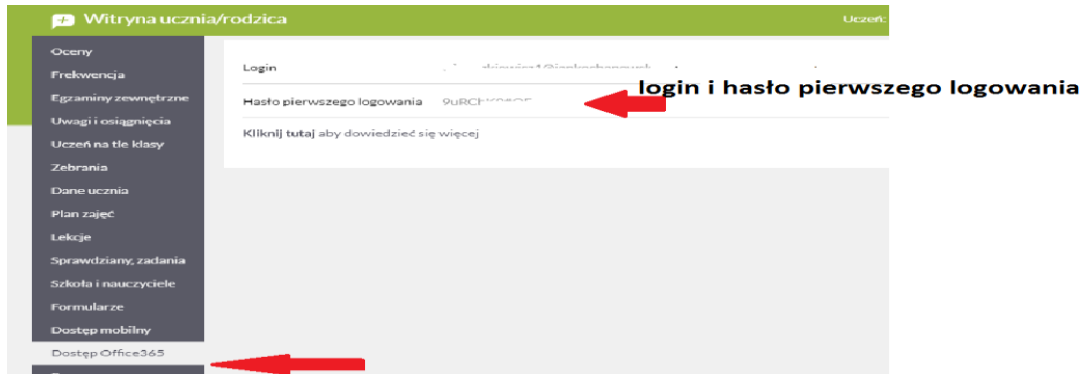 Witryna ucznia/rodzica
Uczeń:
Oceny
Frekwencja
Egzaminy zewnętrzne
Uwagi i osiągnięcia
Uczeń na tle klasy
Zebrania
Dane ucznia
Plan zajęć
Lekcje
Sprawdziany, zadania
Szkoła i nauczyciele
Formularze
Dostęp mobilny
Dostęp Office365
Login
Hasło pierwszego logowania
Kliknij tutaj aby dowiedzieć się więcej
login i hasło pierwszego logowania